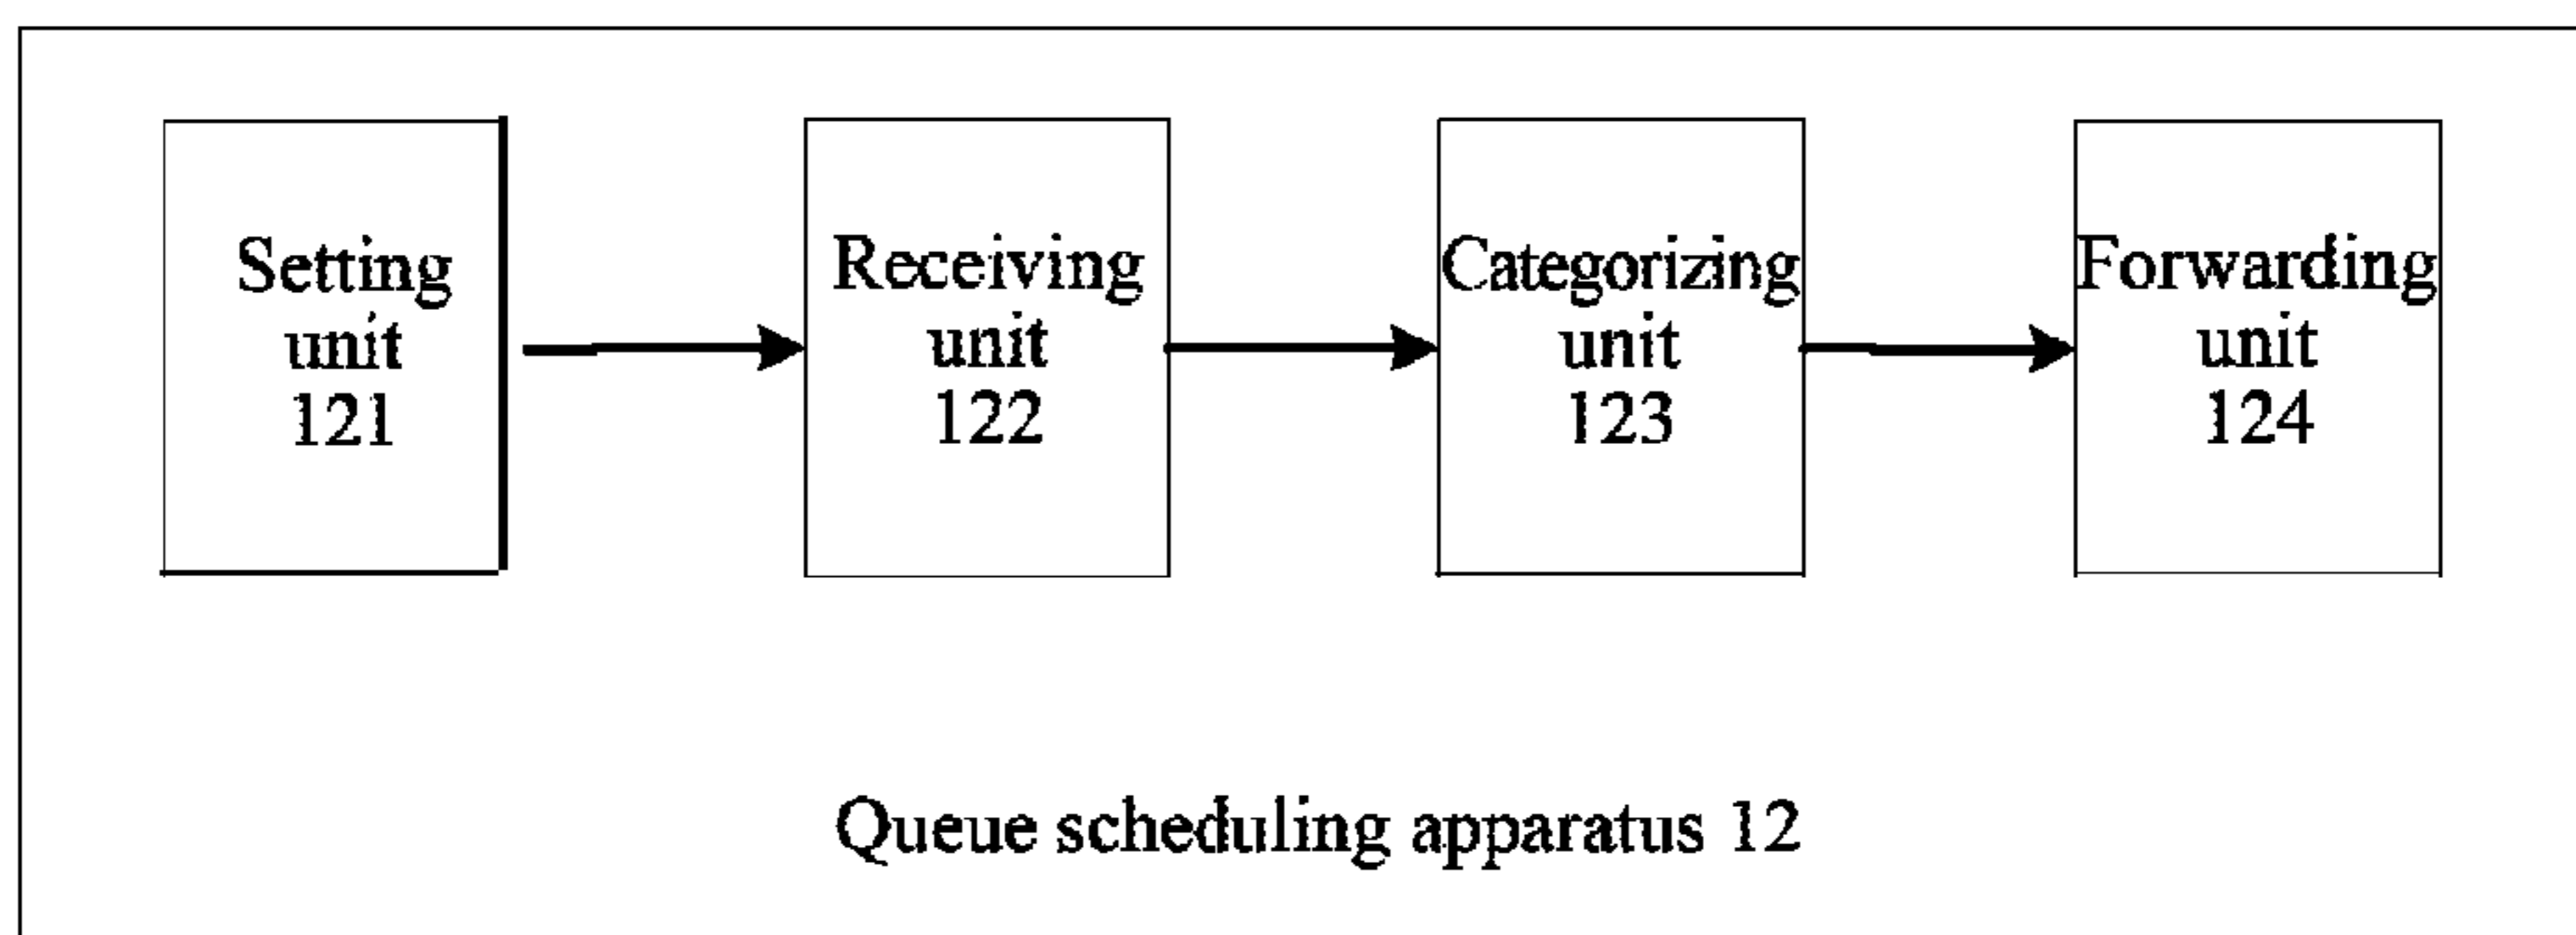 Setting
unit
121
Receiving
unit
122
Categorizing
unit
123
Forwarding
unit
124
Queue scheduling apparatus 12